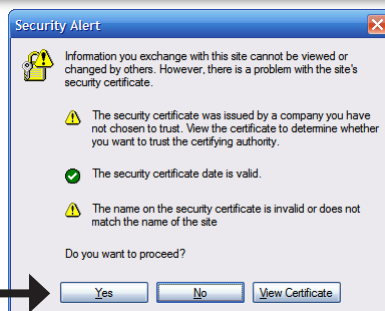 Security Alert
Information you exchange with this site cannot be viewed or
changed by others. However, there is a problem with the site's
security certificate.
The security certificate was issued by a company you have
not chosen to trust. View the certificate to determine whether
you want to trust the certifying authority.
The security certificate date is valid.
The name on the security certificate is invalid or does not
match the name of the site
Do you want to proceed?
Yes No View Certificate